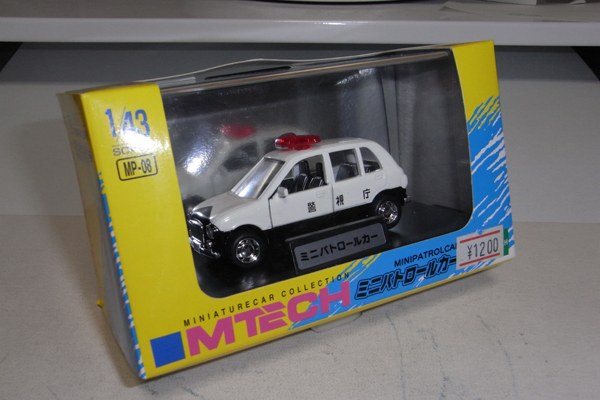 1/43
SCALE
MP-08
警視庁
ミニパトロールカー
MINIATURECAR COLLECTION
MTECH
MINIPATROLCAR
ミニパトロールカー
¥1200